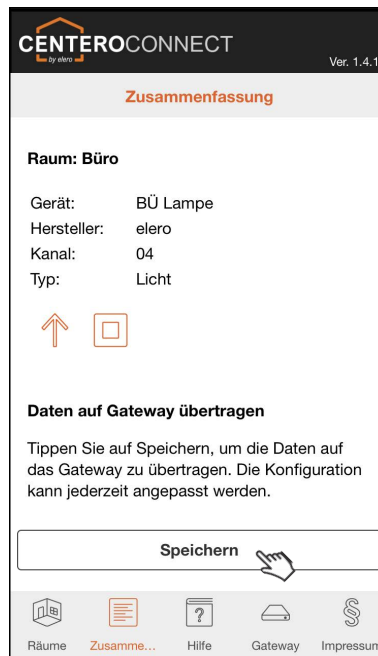 CENTEROCONNECT
by elero
Ver. 1.4.1
Zusammenfassung
Raum: Büro
Gerät: BÜ Lampe
Hersteller: elero
Kanal: 04
Typ: Licht
Daten auf Gateway übertragen
Tippen Sie auf Speichern, um die Daten auf
das Gateway zu übertragen. Die Konfiguration
kann jederzeit angepasst werden.
Speichern
?
§
Räume Zusamme... Hilfe Gateway Impressum